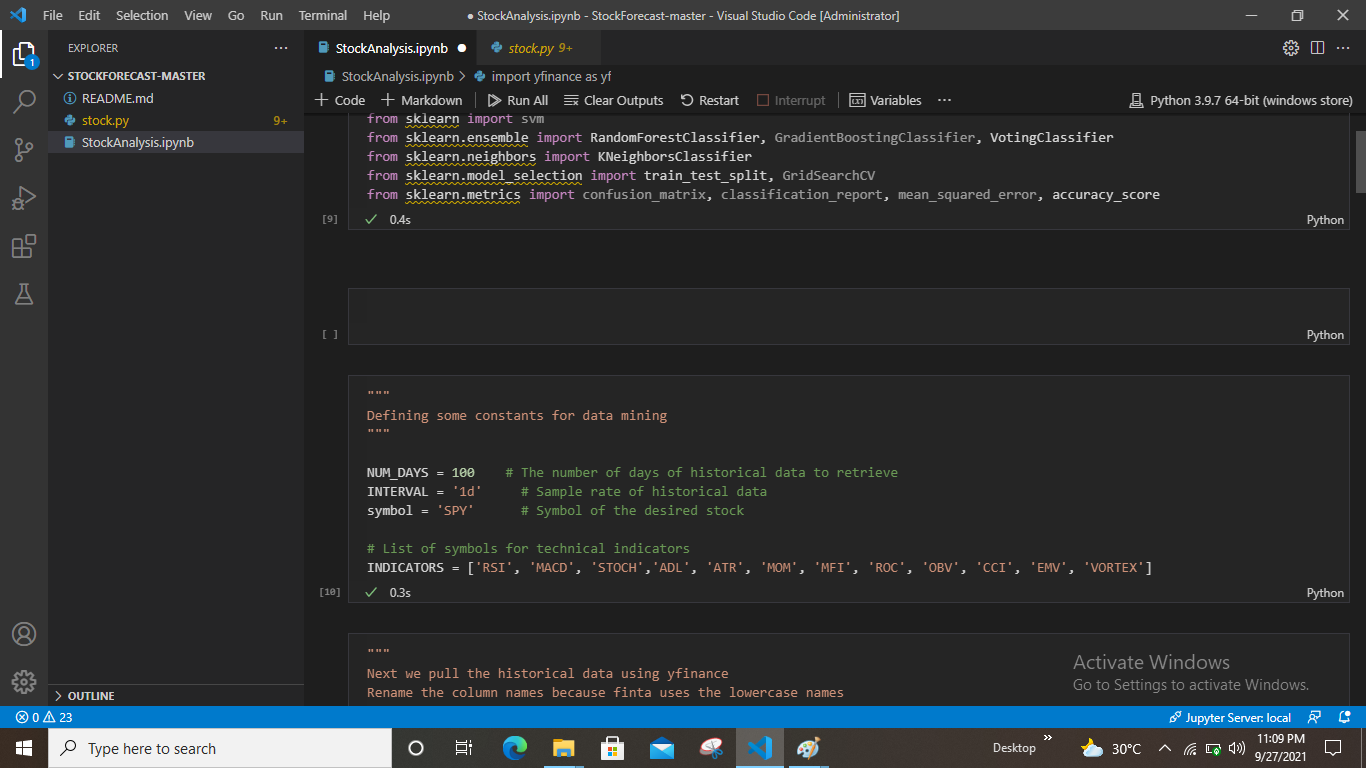 File Edit Selection View Go Run Terminal Help
● StockAnalysis.ipynb - StockForecast-master - Visual Studio Code [Administrator]
EXPLORER
STOCKFORECAST-MASTER
README.md
stock.py 9+
StockAnalysis.ipynb
OUTLINE
1
StockAnalysis.ipynb ●
stock.py 9+
StockAnalysis.ipynb > import yfinance as yf
+ Code + Markdown Run All Clear Outputs Restart Interrupt Variables ···
Python 3.9.7 64-bit (windows store)
from sklearn import svm
from sklearn.ensemble import RandomForestClassifier, GradientBoostingClassifier, VotingClassifier
from sklearn.neighbors import KNeighborsClassifier
from sklearn.model_selection import train_test_split, GridSearchCV
from sklearn.metrics import confusion_matrix, classification_report, mean_squared_error, accuracy_score
[9] ✓ 0.4s Python
[ ] Python
"""
Defining some constants for data mining
"""
NUM_DAYS = 100    # The number of days of historical data to retrieve
INTERVAL = '1d'     # Sample rate of historical data
symbol = 'SPY'      # Symbol of the desired stock
# List of symbols for technical indicators
INDICATORS = ['RSI', 'MACD', 'STOCH','ADL', 'ATR', 'MOM', 'MFI', 'ROC', 'OBV', 'CCI', 'EMV', 'VORTEX']
[10] ✓ 0.3s Python
"""
Next we pull the historical data using yfinance
Rename the column names because finta uses the lowercase names
Activate Windows
Go to Settings to activate Windows.
0 23
Jupyter Server: local
Type here to search
Desktop »
30°C
11:09 PM
9/27/2021